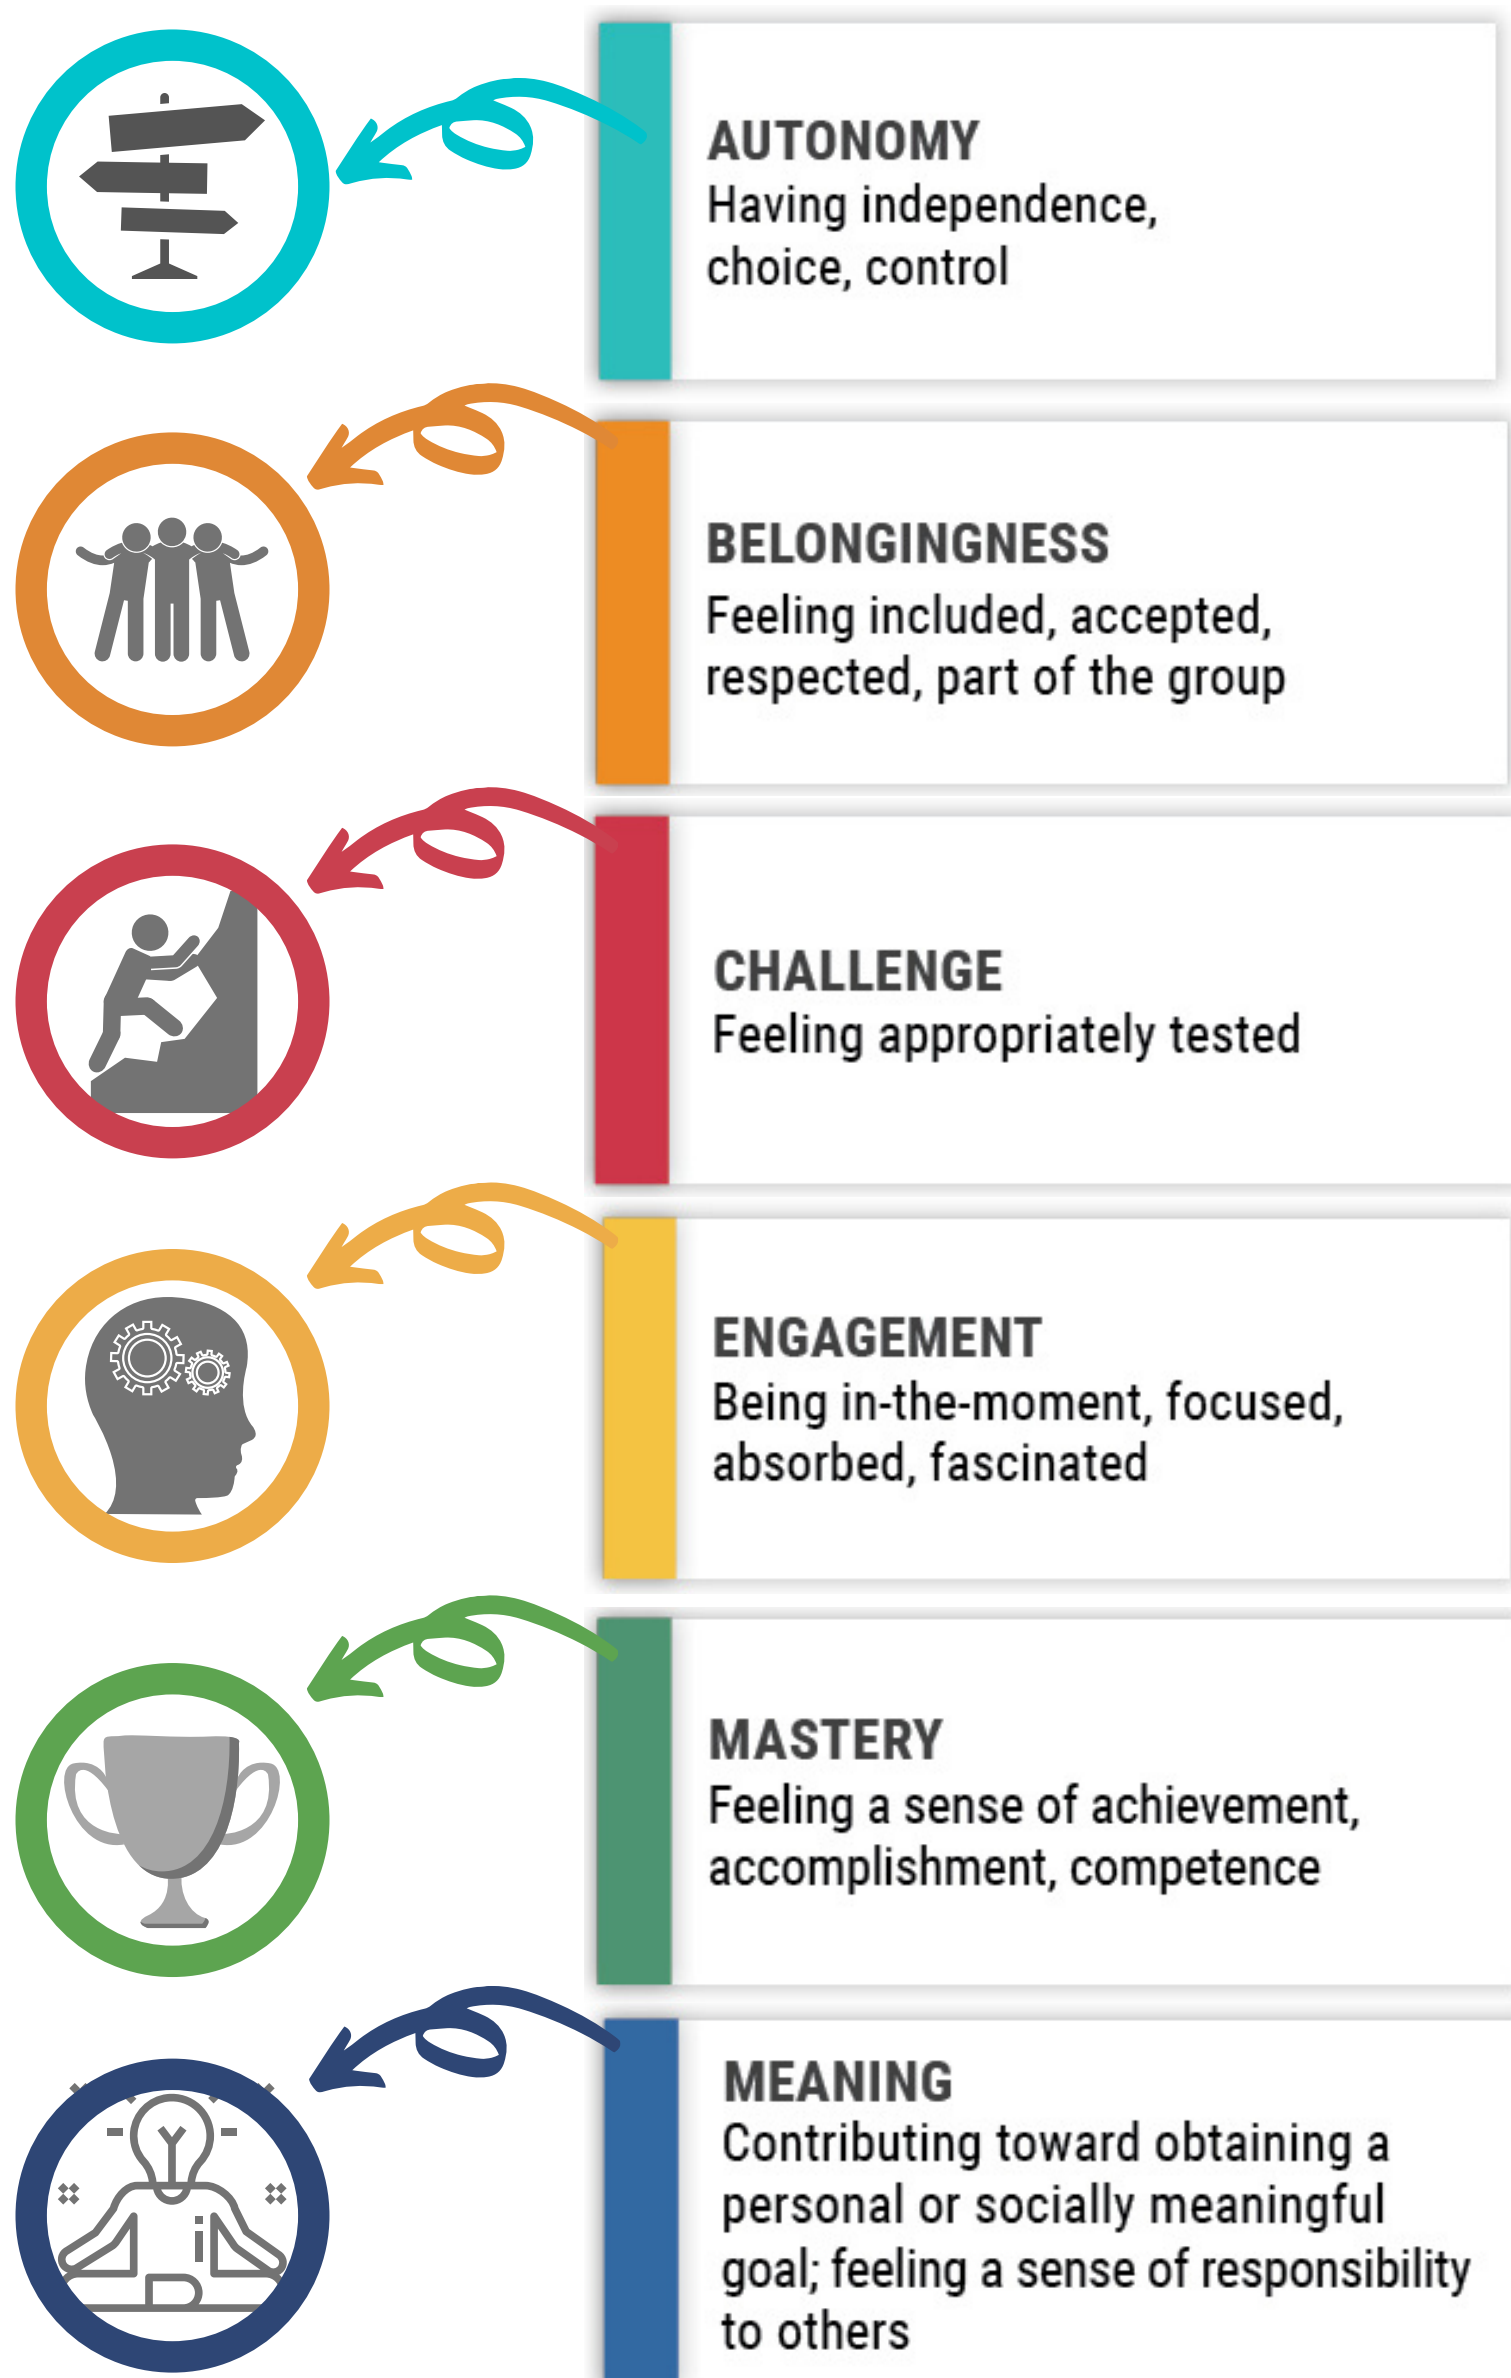 AUTONOMY
Having independence,
choice, control
BELONGINGNESS
Feeling included, accepted,
respected, part of the group
CHALLENGE
Feeling appropriately tested
ENGAGEMENT
Being in-the-moment, focused,
absorbed, fascinated
MASTERY
Feeling a sense of achievement,
accomplishment, competence
MEANING
Contributing toward obtaining a
personal or socially meaningful
goal; feeling a sense of responsibility
to others